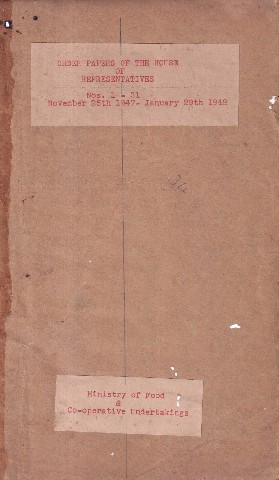 ORDER PAPERS OF THE HOUSE
OF
REPRESENTATIVES
Nos. 1 - 31
November 25th 1947- January 29th 1948
Ministry of Food
&
Co-operative Undertakings